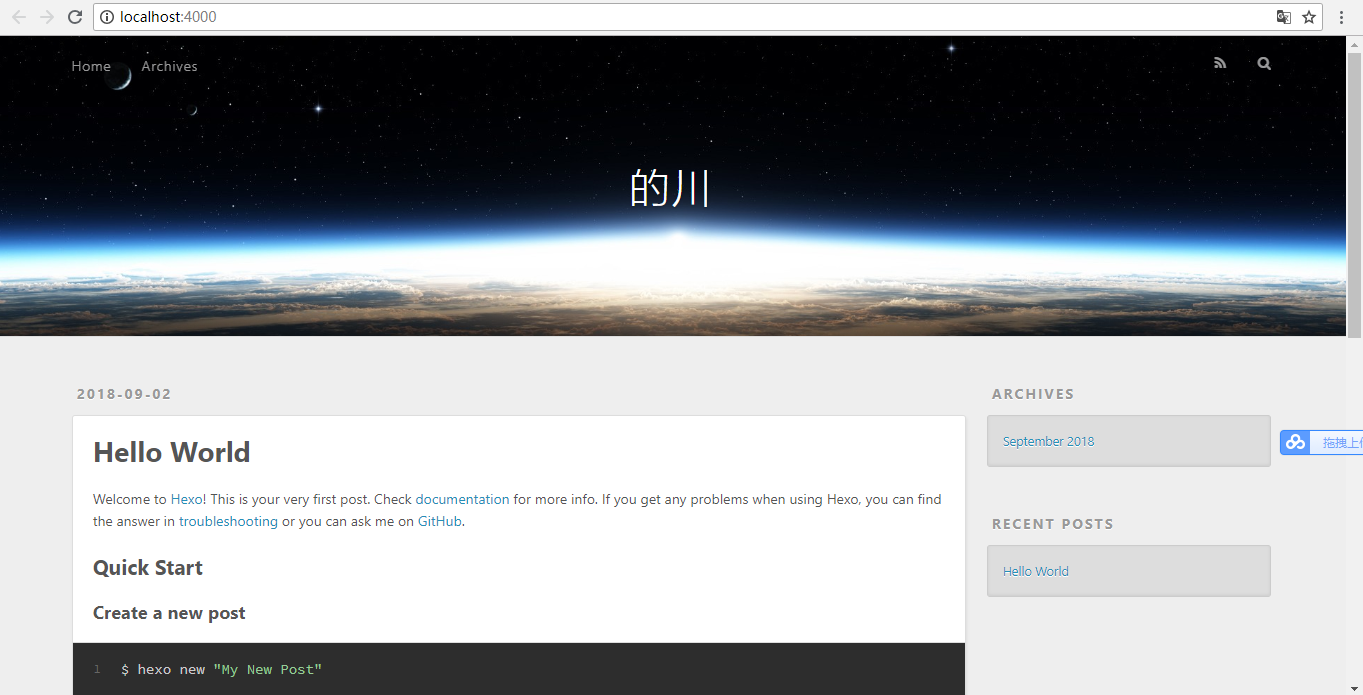 localhost:4000
Home
Archives
的川
2018-09-02
Hello World
Welcome to Hexo! This is your very first post. Check documentation for more info. If you get any problems when using Hexo, you can find
the answer in troubleshooting or you can ask me on GitHub.
Quick Start
Create a new post
1 $ hexo new "My New Post"
ARCHIVES
September 2018
RECENT POSTS
Hello World
拖拽上